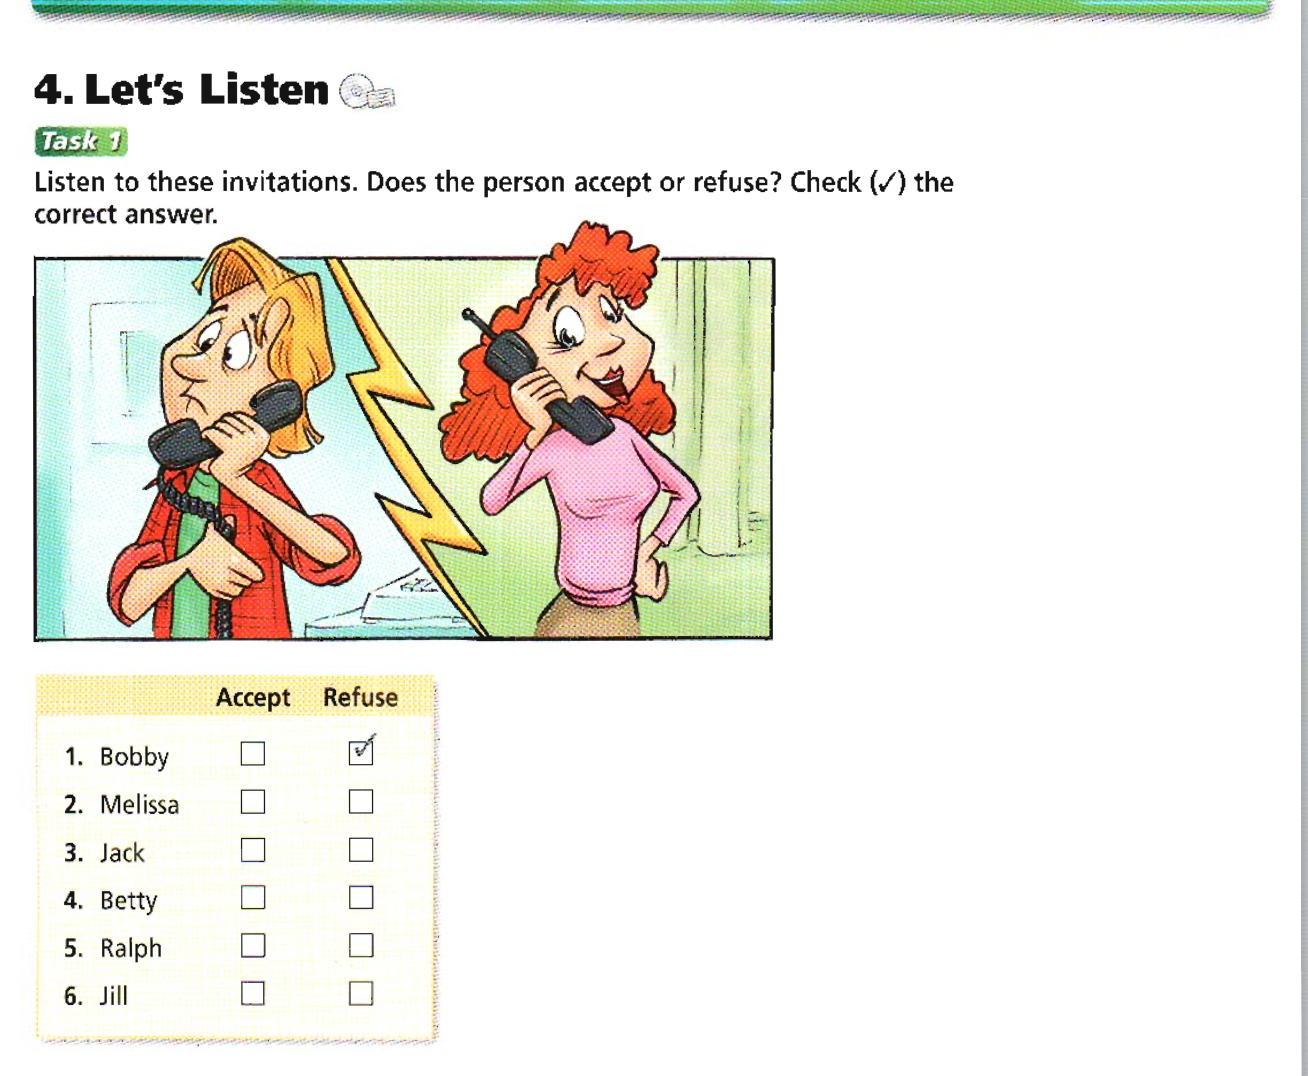 4. Let's Listen
Task 1
Listen to these invitations. Does the person accept or refuse? Check (✓) the
correct answer.
Accept Refuse
1. Bobby ☐ ☑
2. Melissa ☐ ☐
3. Jack ☐ ☐
4. Betty ☐ ☐
5. Ralph ☐ ☐
6. Jill ☐ ☐